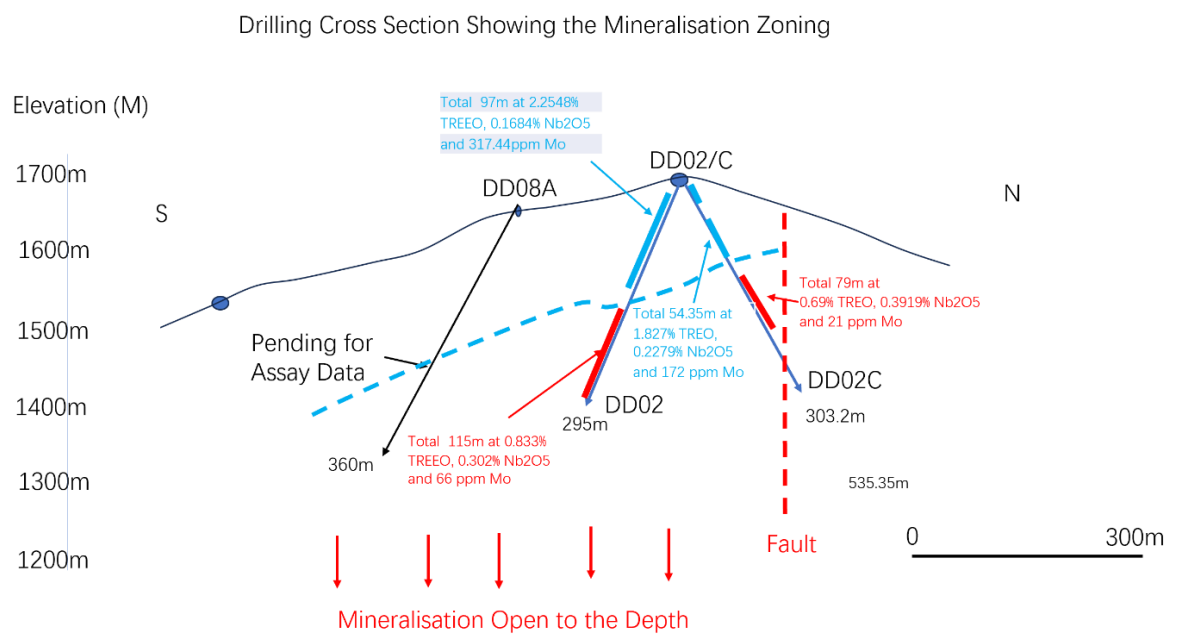 Drilling Cross Section Showing the Mineralisation Zoning
Elevation (M)
Total 97m at 2.2548%
TREEO, 0.1684% Nb2O5
and 317.44ppm Mo
DD02/C
1700m
DD08A
S
N
1600m
Total 79m at
0.69% TREO, 0.3919% Nb2O5
and 21 ppm Mo
Total 54.35m at
1.827% TREO,
0.2279% Nb2O5
and 172 ppm Mo
1500m
Pending for
Assay Data
DD02C
303.2m
1400m
DD02
295m
Total 115m at 0.833%
TREEO, 0.302% Nb2O5
and 66 ppm Mo
360m
1300m
535.35m
Fault
0 300m
1200m
Mineralisation Open to the Depth